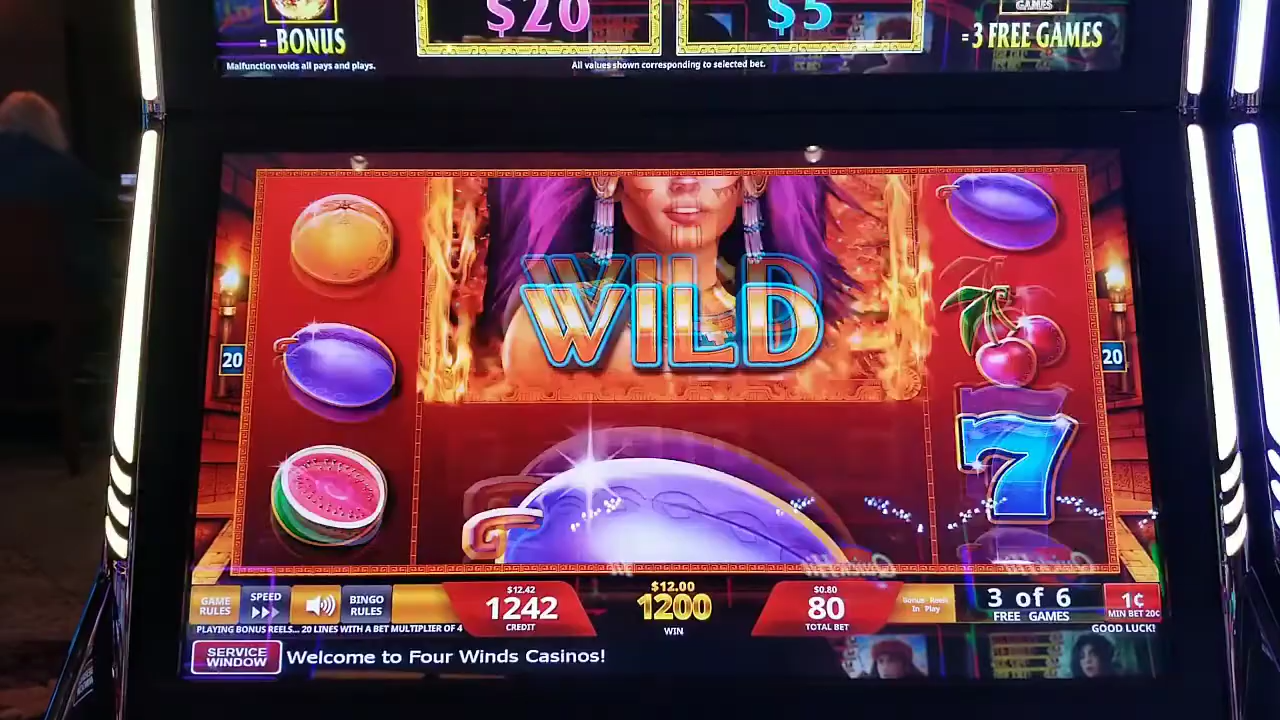 $20
$5
GAMES
= BONUS
= 3 FREE GAMES
Malfunction voids all pays and plays.
All values shown corresponding to selected bet.
WILD
20
20
7
GAME RULES
SPEED
BINGO RULES
$12.42
1242
CREDIT
$12.00
1200
WIN
$0.80
80
TOTAL BET
Bonus Reels
In Play
3 of 6
FREE GAMES
1¢
MIN BET 20¢
PLAYING BONUS REELS... 20 LINES WITH A BET MULTIPLIER OF 4
GOOD LUCK!
SERVICE
WINDOW
Welcome to Four Winds Casinos!